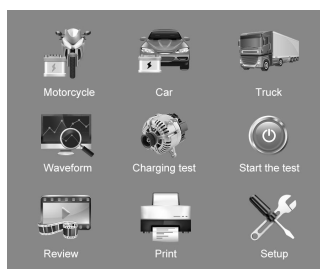 Motorcycle Car Truck
Waveform Charging test Start the test
Review Print Setup